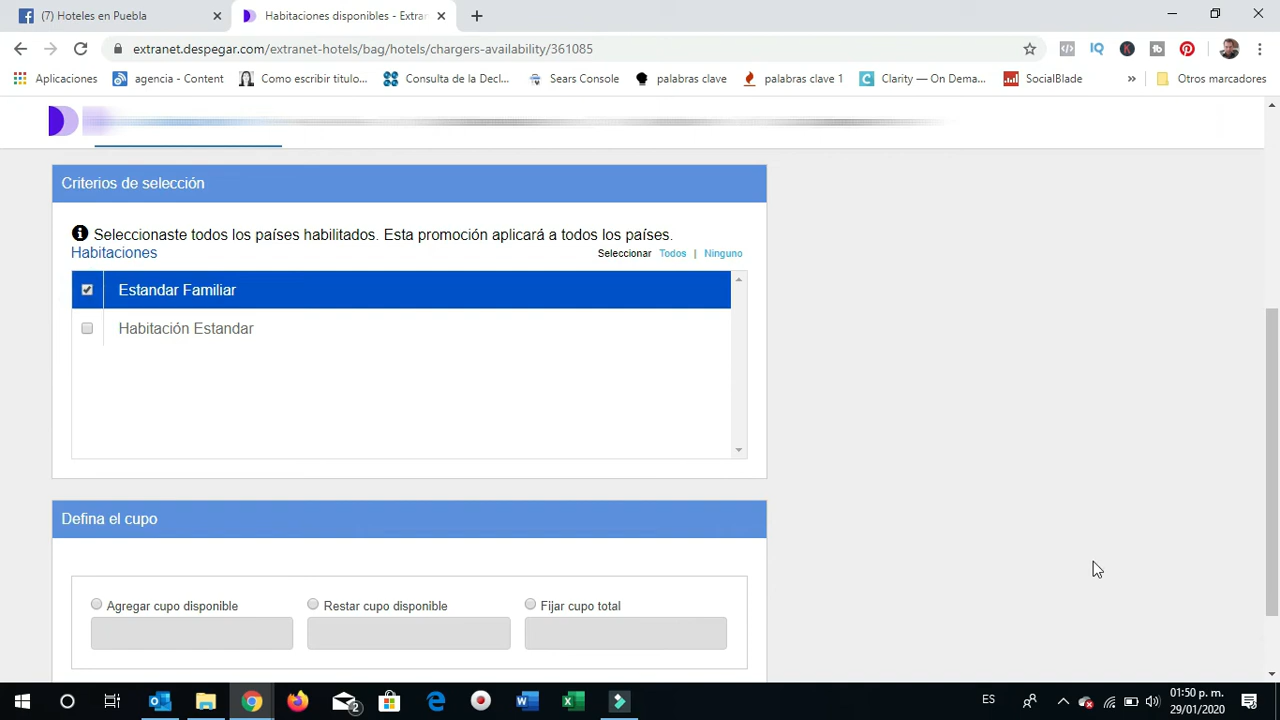 (7) Hoteles en Puebla
Habitaciones disponibles - Extran
extranet.despegar.com/extranet-hotels/bag/hotels/chargers-availability/361085
IQ
K
tb
Aplicaciones
agencia - Content
Como escribir titulo...
Consulta de la Decl...
Sears Console
palabras clave
palabras clave 1
Clarity — On Dema...
SocialBlade
»
Otros marcadores
Criterios de selección
Seleccionaste todos los países habilitados. Esta promoción aplicará a todos los países.
Habitaciones
Seleccionar Todos | Ninguno
Estandar Familiar
Habitación Estandar
Defina el cupo
Agregar cupo disponible
Restar cupo disponible
Fijar cupo total
2
ES
01:50 p. m.
29/01/2020